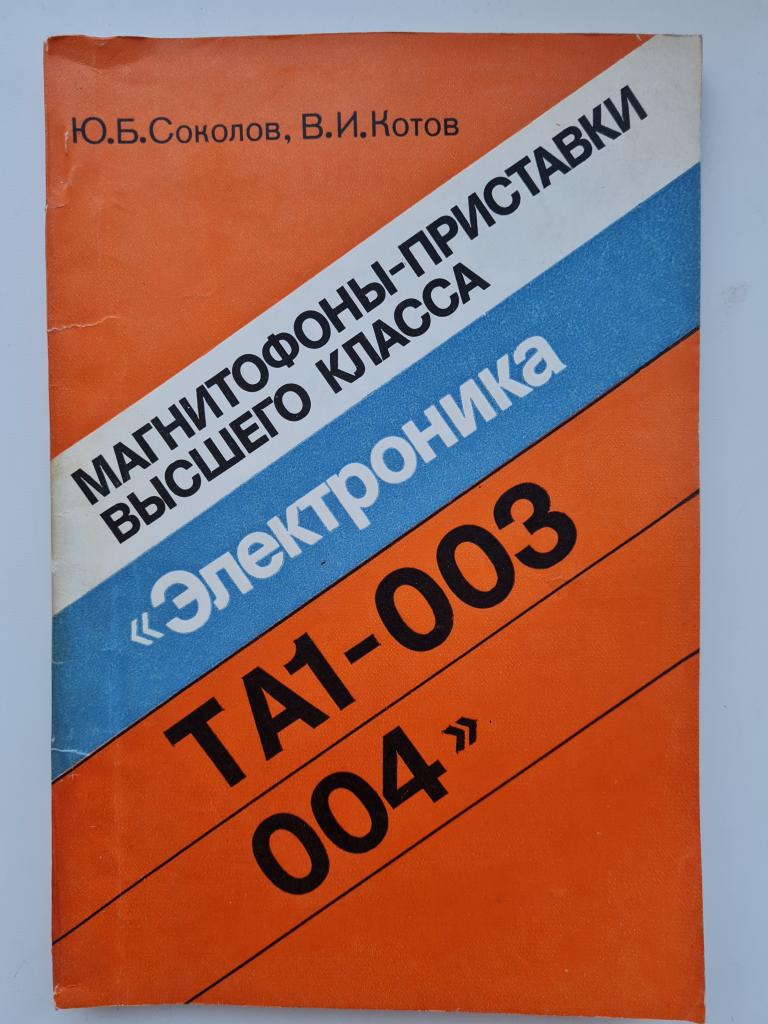 Ю.Б.Соколов, В.И.Котов
МАГНИТОФОНЫ-ПРИСТАВКИ
ВЫСШЕГО КЛАССА
«Электроника
ТА1-003
004»